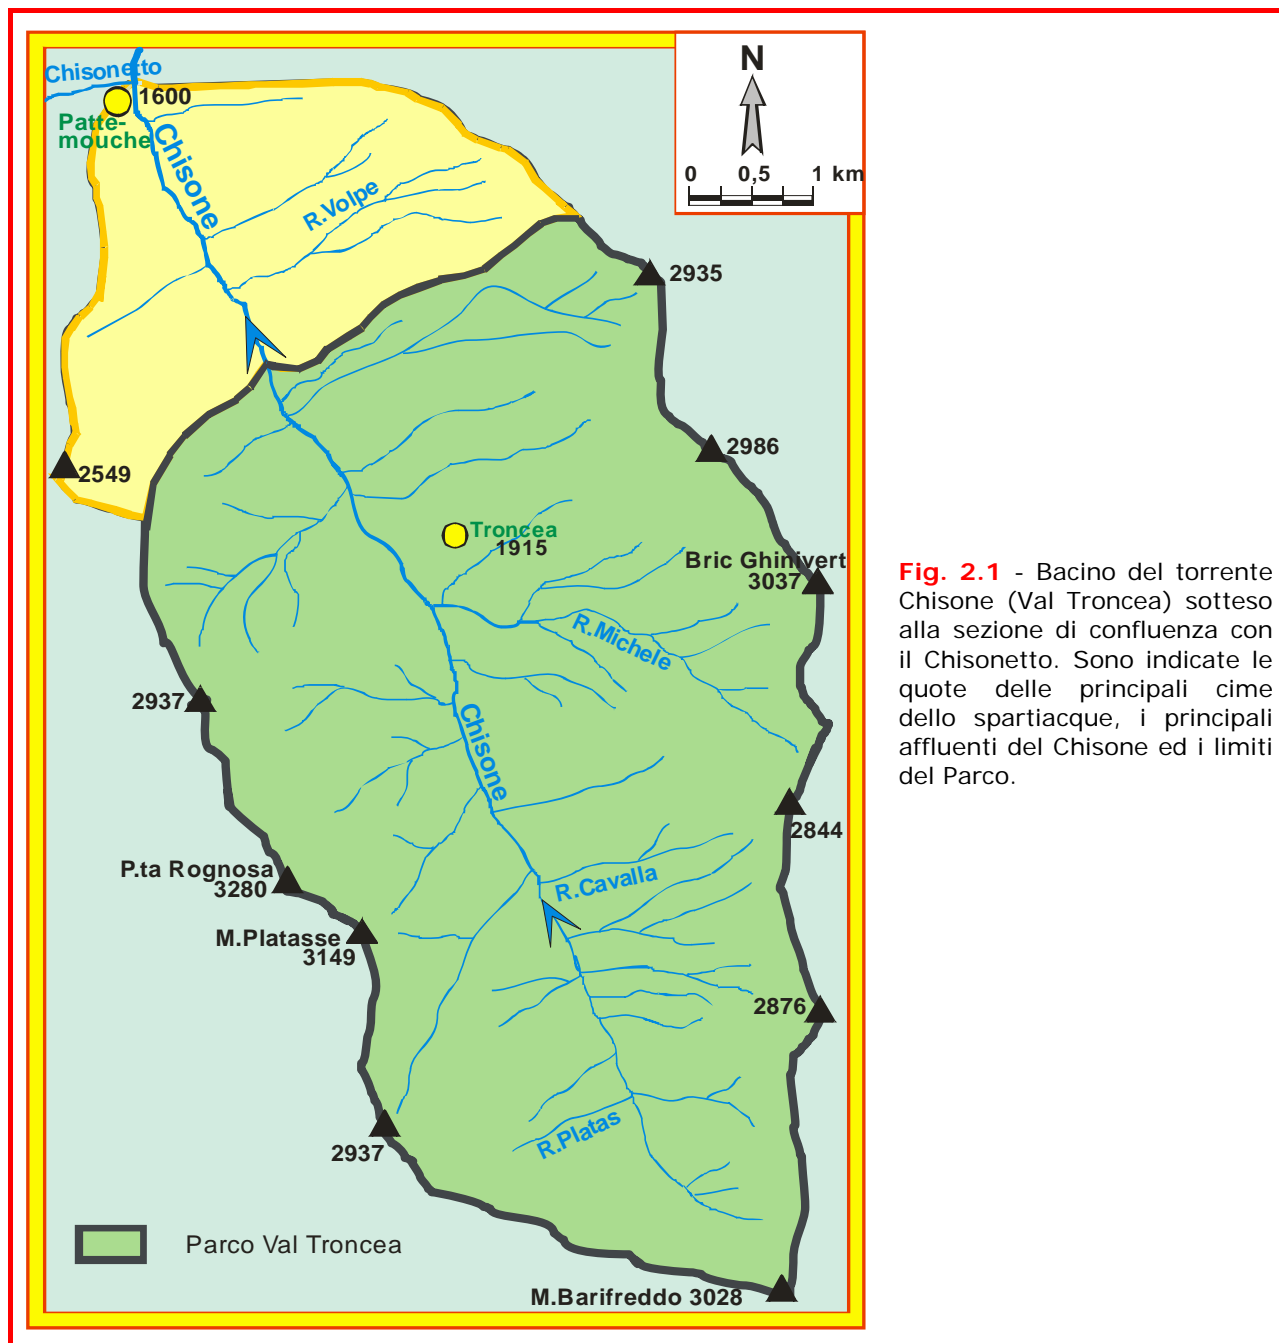 Chisonetto
1600
Patte-
mouche
Chisone
R.Volpe
N
0 0,5 1 km
2935
2549
2986
Troncea
1915
Bric Ghinivert
3037
R.Michele
2937
Chisone
2844
P.ta Rognosa
3280
R.Cavalla
M.Platasse
3149
2876
R.Platas
2937
Parco Val Troncea
M.Barifreddo 3028
Fig. 2.1 - Bacino del torrente
Chisone (Val Troncea) sotteso
alla sezione di confluenza con
il Chisonetto. Sono indicate le
quote delle principali cime
dello spartiacque, i principali
affluenti del Chisone ed i limiti
del Parco.